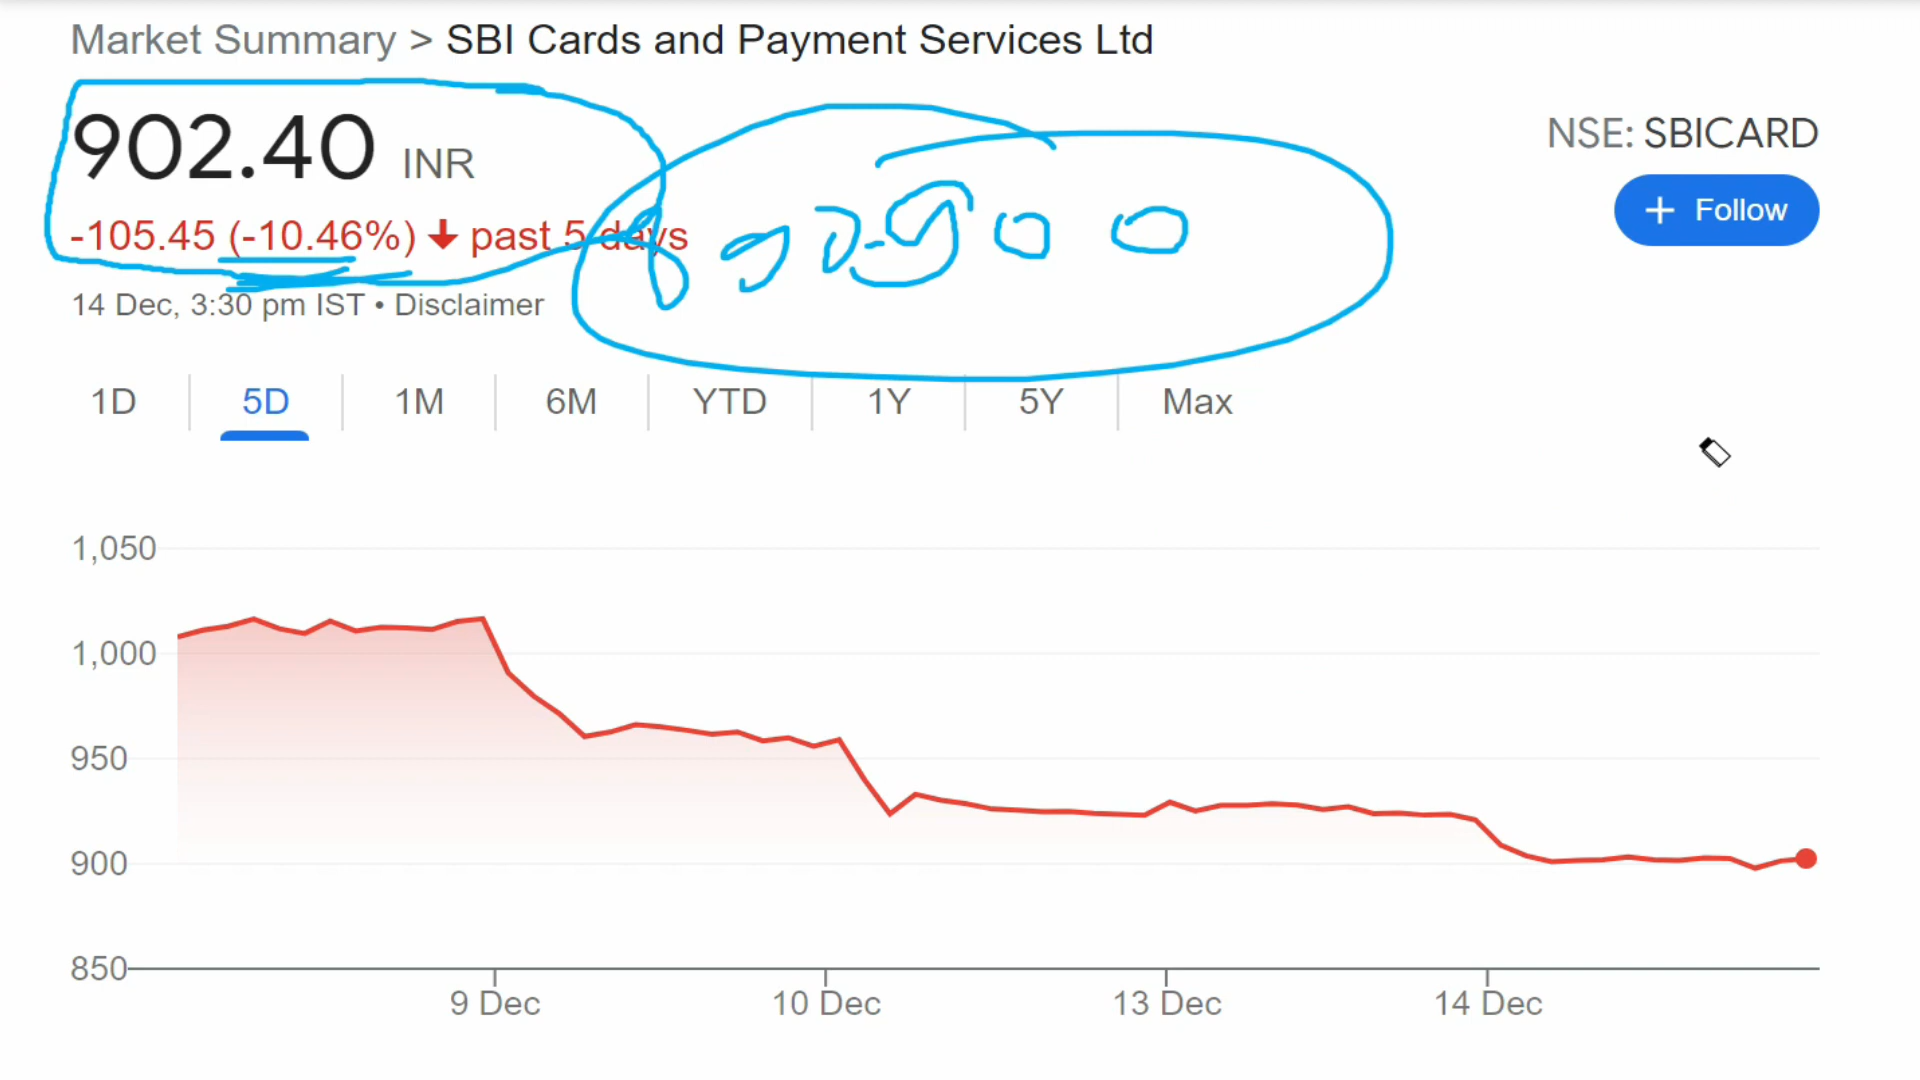 Market Summary > SBI Cards and Payment Services Ltd
902.40 INR
NSE: SBICARD
+ Follow
-105.45 (-10.46%) ↓ past 5 days
14 Dec, 3:30 pm IST • Disclaimer
1D 5D 1M 6M YTD 1Y 5Y Max
1,050
1,000
950
900
850
9 Dec 10 Dec 13 Dec 14 Dec